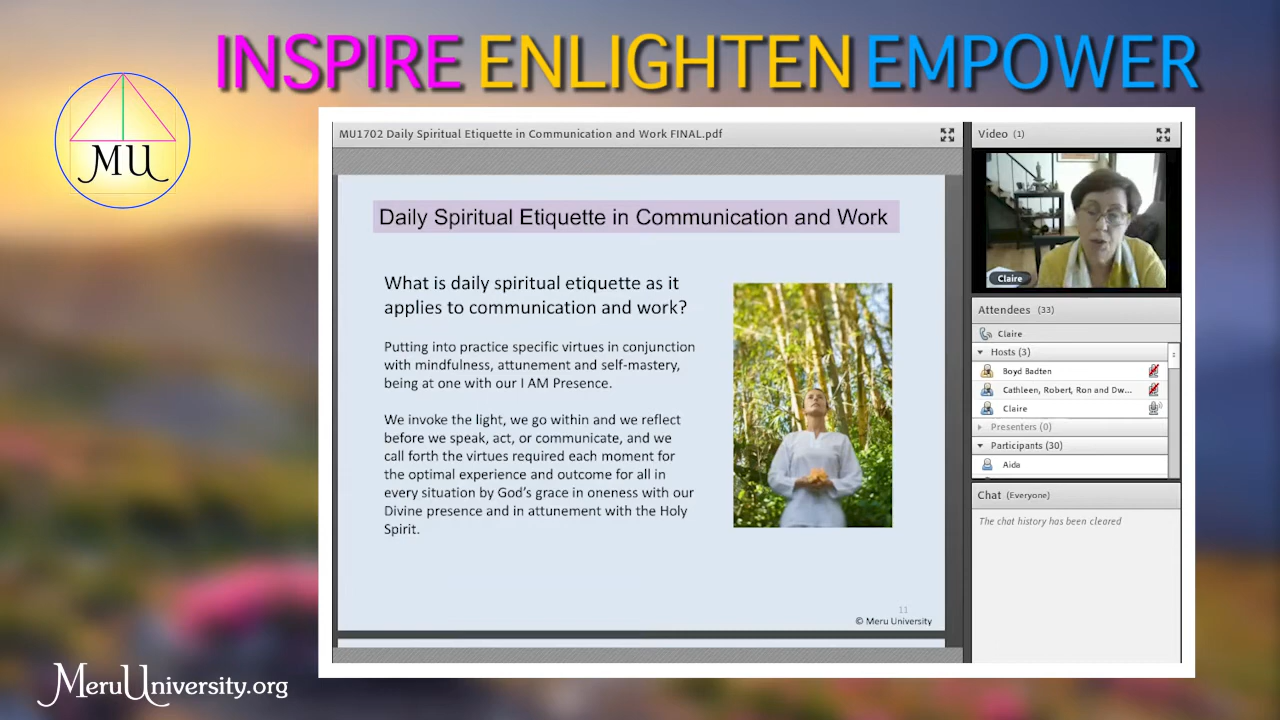 INSPIRE ENLIGHTEN EMPOWER
MU
MU1702 Daily Spiritual Etiquette in Communication and Work FINAL.pdf
Daily Spiritual Etiquette in Communication and Work
What is daily spiritual etiquette as it
applies to communication and work?
Putting into practice specific virtues in conjunction
with mindfulness, attunement and self-mastery,
being at one with our I AM Presence.
We invoke the light, we go within and we reflect
before we speak, act, or communicate, and we
call forth the virtues required each moment for
the optimal experience and outcome for all in
every situation by God's grace in oneness with our
Divine presence and in attunement with the Holy
Spirit.
11
© Meru University
Video (1)
Claire
Attendees (33)
Claire
Hosts (3)
Boyd Badten
Cathleen, Robert, Ron and Dw...
Claire
Presenters (0)
Participants (30)
Aida
Chat (Everyone)
The chat history has been cleared
MeruUniversity.org